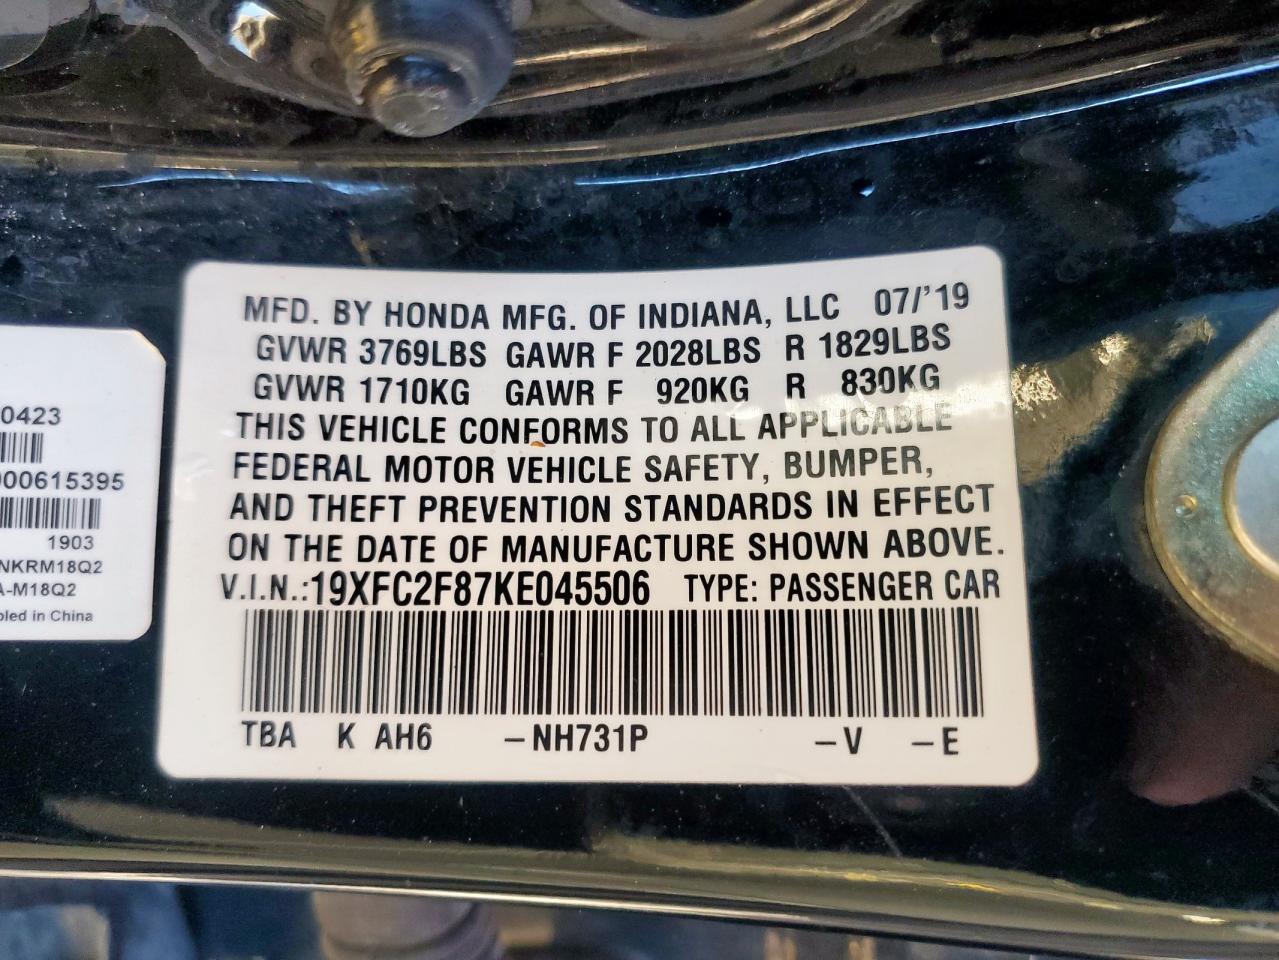 MFD. BY HONDA MFG. OF INDIANA, LLC 07/'19
GVWR 3769LBS GAWR F 2028LBS R 1829LBS
GVWR 1710KG GAWR F 920KG R 830KG
THIS VEHICLE CONFORMS TO ALL APPLICABLE
FEDERAL MOTOR VEHICLE SAFETY, BUMPER,
AND THEFT PREVENTION STANDARDS IN EFFECT
ON THE DATE OF MANUFACTURE SHOWN ABOVE.
V.I.N.:19XFC2F87KE045506 TYPE: PASSENGER CAR
TBA K AH6 -NH731P -V -E
0423
000615395
1903
NKRM18Q2
A-M18Q2
bled in China